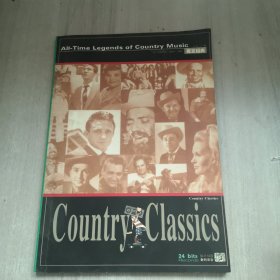 All-Time Legends of Country Music
Country Classics
Country Classics
24 bits